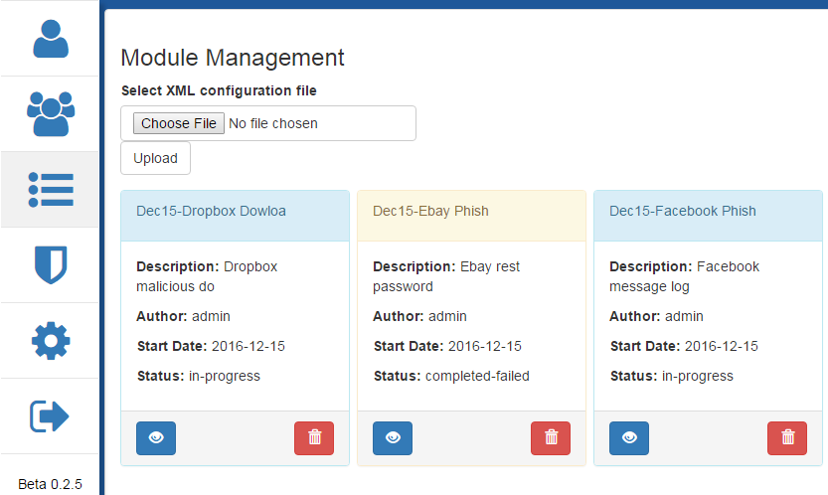 Module Management
Select XML configuration file
Choose File No file chosen
Upload
Dec15-Dropbox Dowloa
Description: Dropbox
malicious do
Author: admin
Start Date: 2016-12-15
Status: in-progress
Dec15-Ebay Phish
Description: Ebay rest
password
Author: admin
Start Date: 2016-12-15
Status: completed-failed
Dec15-Facebook Phish
Description: Facebook
message log
Author: admin
Start Date: 2016-12-15
Status: in-progress
Beta 0.2.5